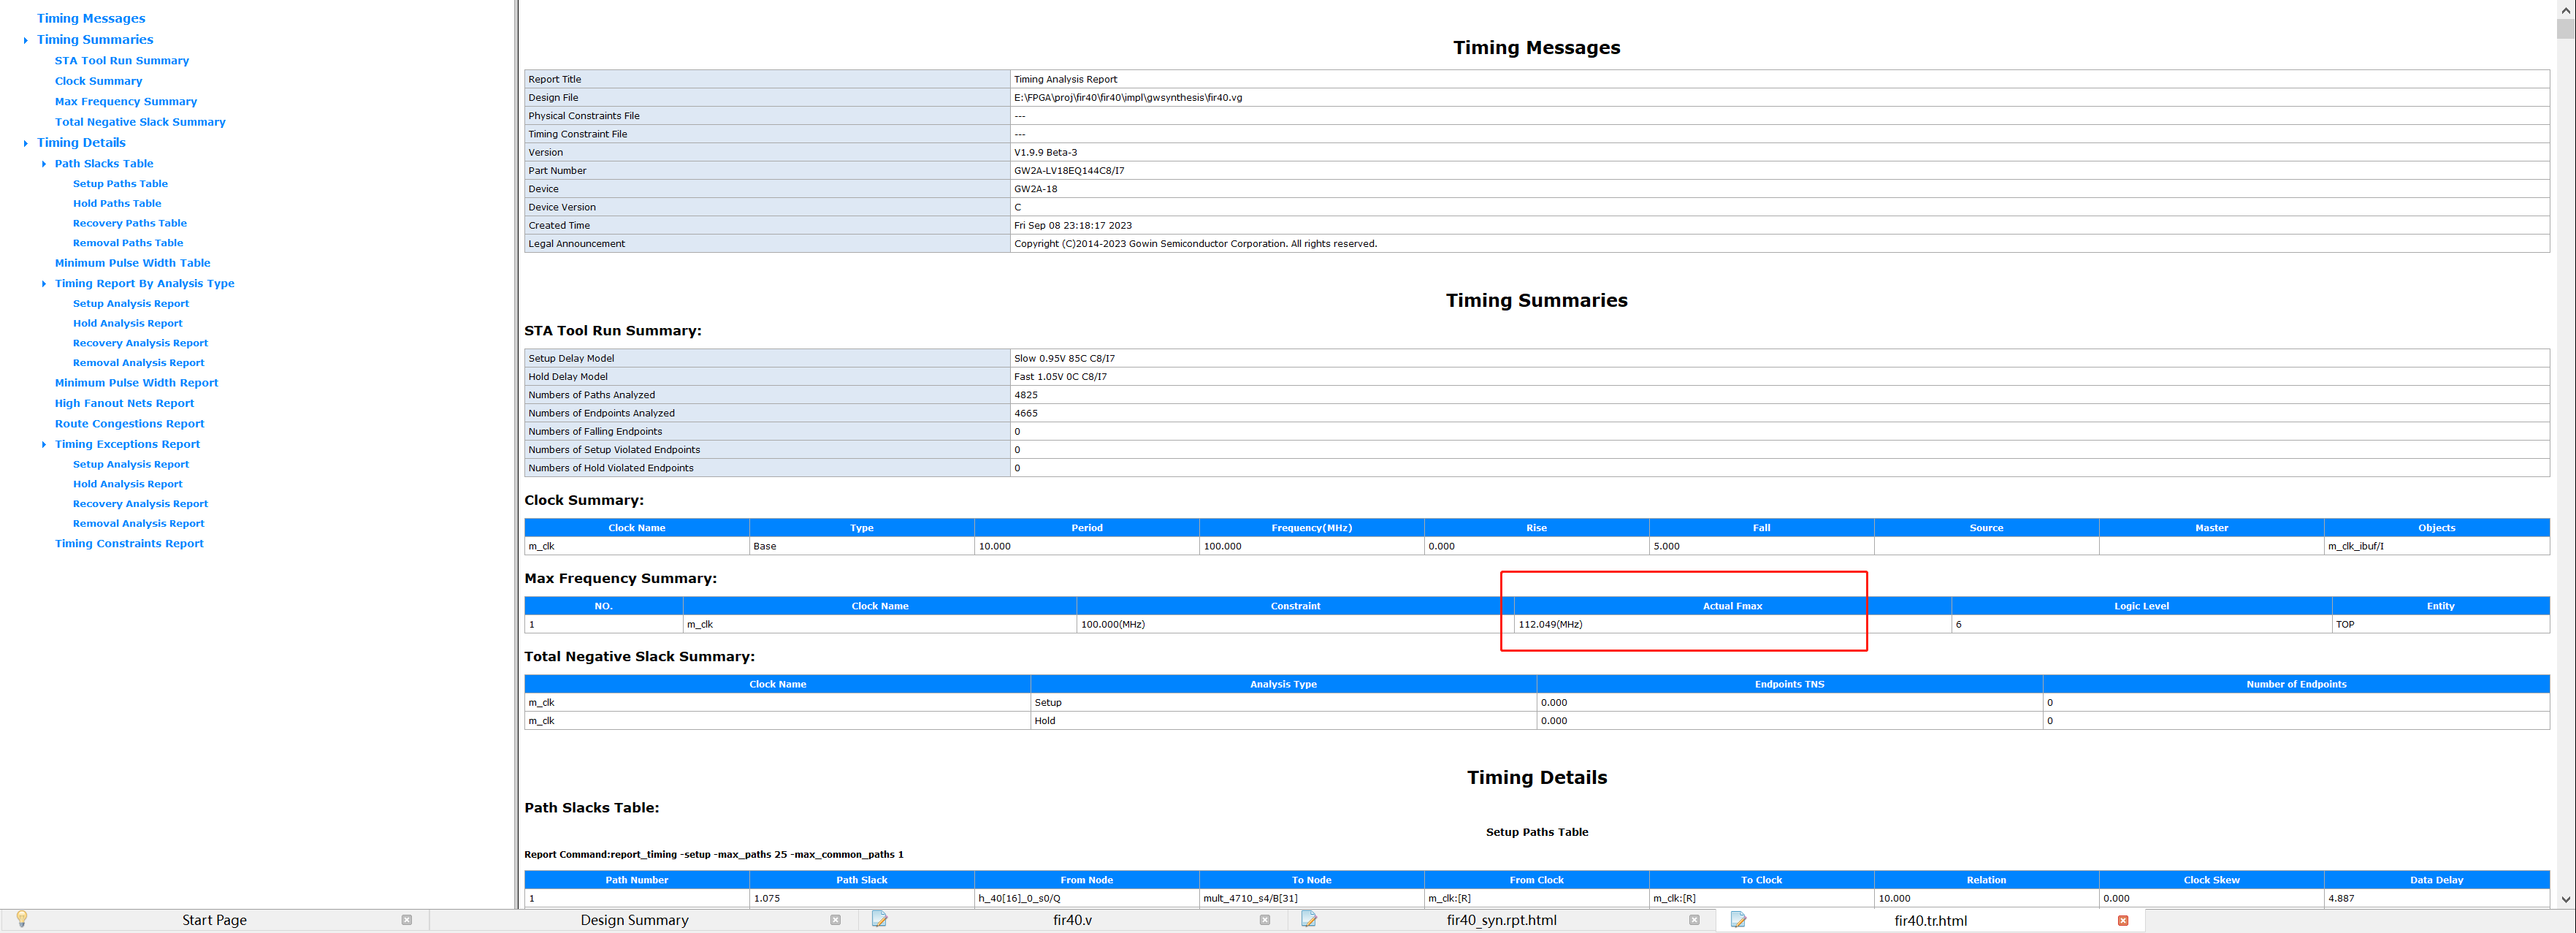 Timing Messages
Timing Summaries
STA Tool Run Summary
Clock Summary
Max Frequency Summary
Total Negative Slack Summary
Timing Details
Path Slacks Table
Setup Paths Table
Hold Paths Table
Recovery Paths Table
Removal Paths Table
Minimum Pulse Width Table
Timing Report By Analysis Type
Setup Analysis Report
Hold Analysis Report
Recovery Analysis Report
Removal Analysis Report
Minimum Pulse Width Report
High Fanout Nets Report
Route Congestions Report
Timing Exceptions Report
Setup Analysis Report
Hold Analysis Report
Recovery Analysis Report
Removal Analysis Report
Timing Constraints Report
Timing Messages
Report Title Timing Analysis Report
Design File E:\FPGA\proj\fir40\fir40\impl\gwsynthesis\fir40.vg
Physical Constraints File ---
Timing Constraint File ---
Version V1.9.9 Beta-3
Part Number GW2A-LV18EQ144C8/I7
Device GW2A-18
Device Version C
Created Time Fri Sep 08 23:18:17 2023
Legal Announcement Copyright (C)2014-2023 Gowin Semiconductor Corporation. All rights reserved.
Timing Summaries
STA Tool Run Summary:
Setup Delay Model Slow 0.95V 85C C8/I7
Hold Delay Model Fast 1.05V 0C C8/I7
Numbers of Paths Analyzed 4825
Numbers of Endpoints Analyzed 4665
Numbers of Falling Endpoints 0
Numbers of Setup Violated Endpoints 0
Numbers of Hold Violated Endpoints 0
Clock Summary:
Clock Name Type Period Frequency(MHz) Rise Fall Source Master Objects
m_clk Base 10.000 100.000 0.000 5.000 m_clk_ibuf/I
Max Frequency Summary:
NO. Clock Name Constraint Actual Fmax Logic Level Entity
1 m_clk 100.000(MHz) 112.049(MHz) 6 TOP
Total Negative Slack Summary:
Clock Name Analysis Type Endpoints TNS Number of Endpoints
m_clk Setup 0.000 0
m_clk Hold 0.000 0
Timing Details
Path Slacks Table:
Setup Paths Table
Report Command:report_timing -setup -max_paths 25 -max_common_paths 1
Path Number Path Slack From Node To Node From Clock To Clock Relation Clock Skew Data Delay
1 1.075 h_40[16]_0_s0/Q mult_4710_s4/B[31] m_clk:[R] m_clk:[R] 10.000 0.000 4.887
Start Page Design Summary fir40.v fir40_syn.rpt.html fir40.tr.html